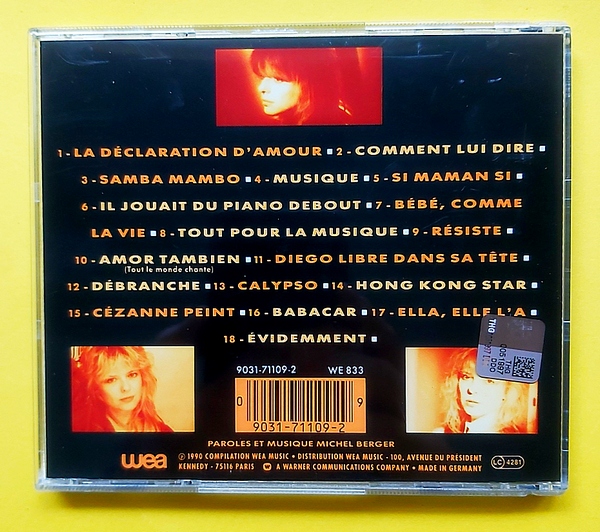 1 - LA DÉCLARATION D'AMOUR ■ 2 - COMMENT LUI DIRE ■
3 - SAMBA MAMBO ■ 4 - MUSIQUE ■ 5 - SI MAMAN SI ■
6 - IL JOUAIT DU PIANO DEBOUT ■ 7 - BÉBÉ, COMME
LA VIE ■ 8 - TOUT POUR LA MUSIQUE ■ 9 - RÉSISTE ■
10 - AMOR TAMBIEN ■ 11 - DIEGO LIBRE DANS SA TÊTE ■
(Tout le monde chante)
12 - DÉBRANCHE ■ 13 - CALYPSO ■ 14 - HONG KONG STAR ■
15 - CÉZANNE PEINT ■ 16 - BABACAR ■ 17 - ELLA, ELLE L'A ■
18 - ÉVIDEMMENT ■
THG
9031-71109-2 WE 833
0 9
9031-71109-2
PAROLES ET MUSIQUE MICHEL BERGER
wea
Ⓟ 1990 COMPILATION WEA MUSIC • DISTRIBUTION WEA MUSIC - 100, AVENUE DU PRÉSIDENT
KENNEDY - 75116 PARIS A WARNER COMMUNICATIONS COMPANY • MADE IN GERMANY
LC 4281